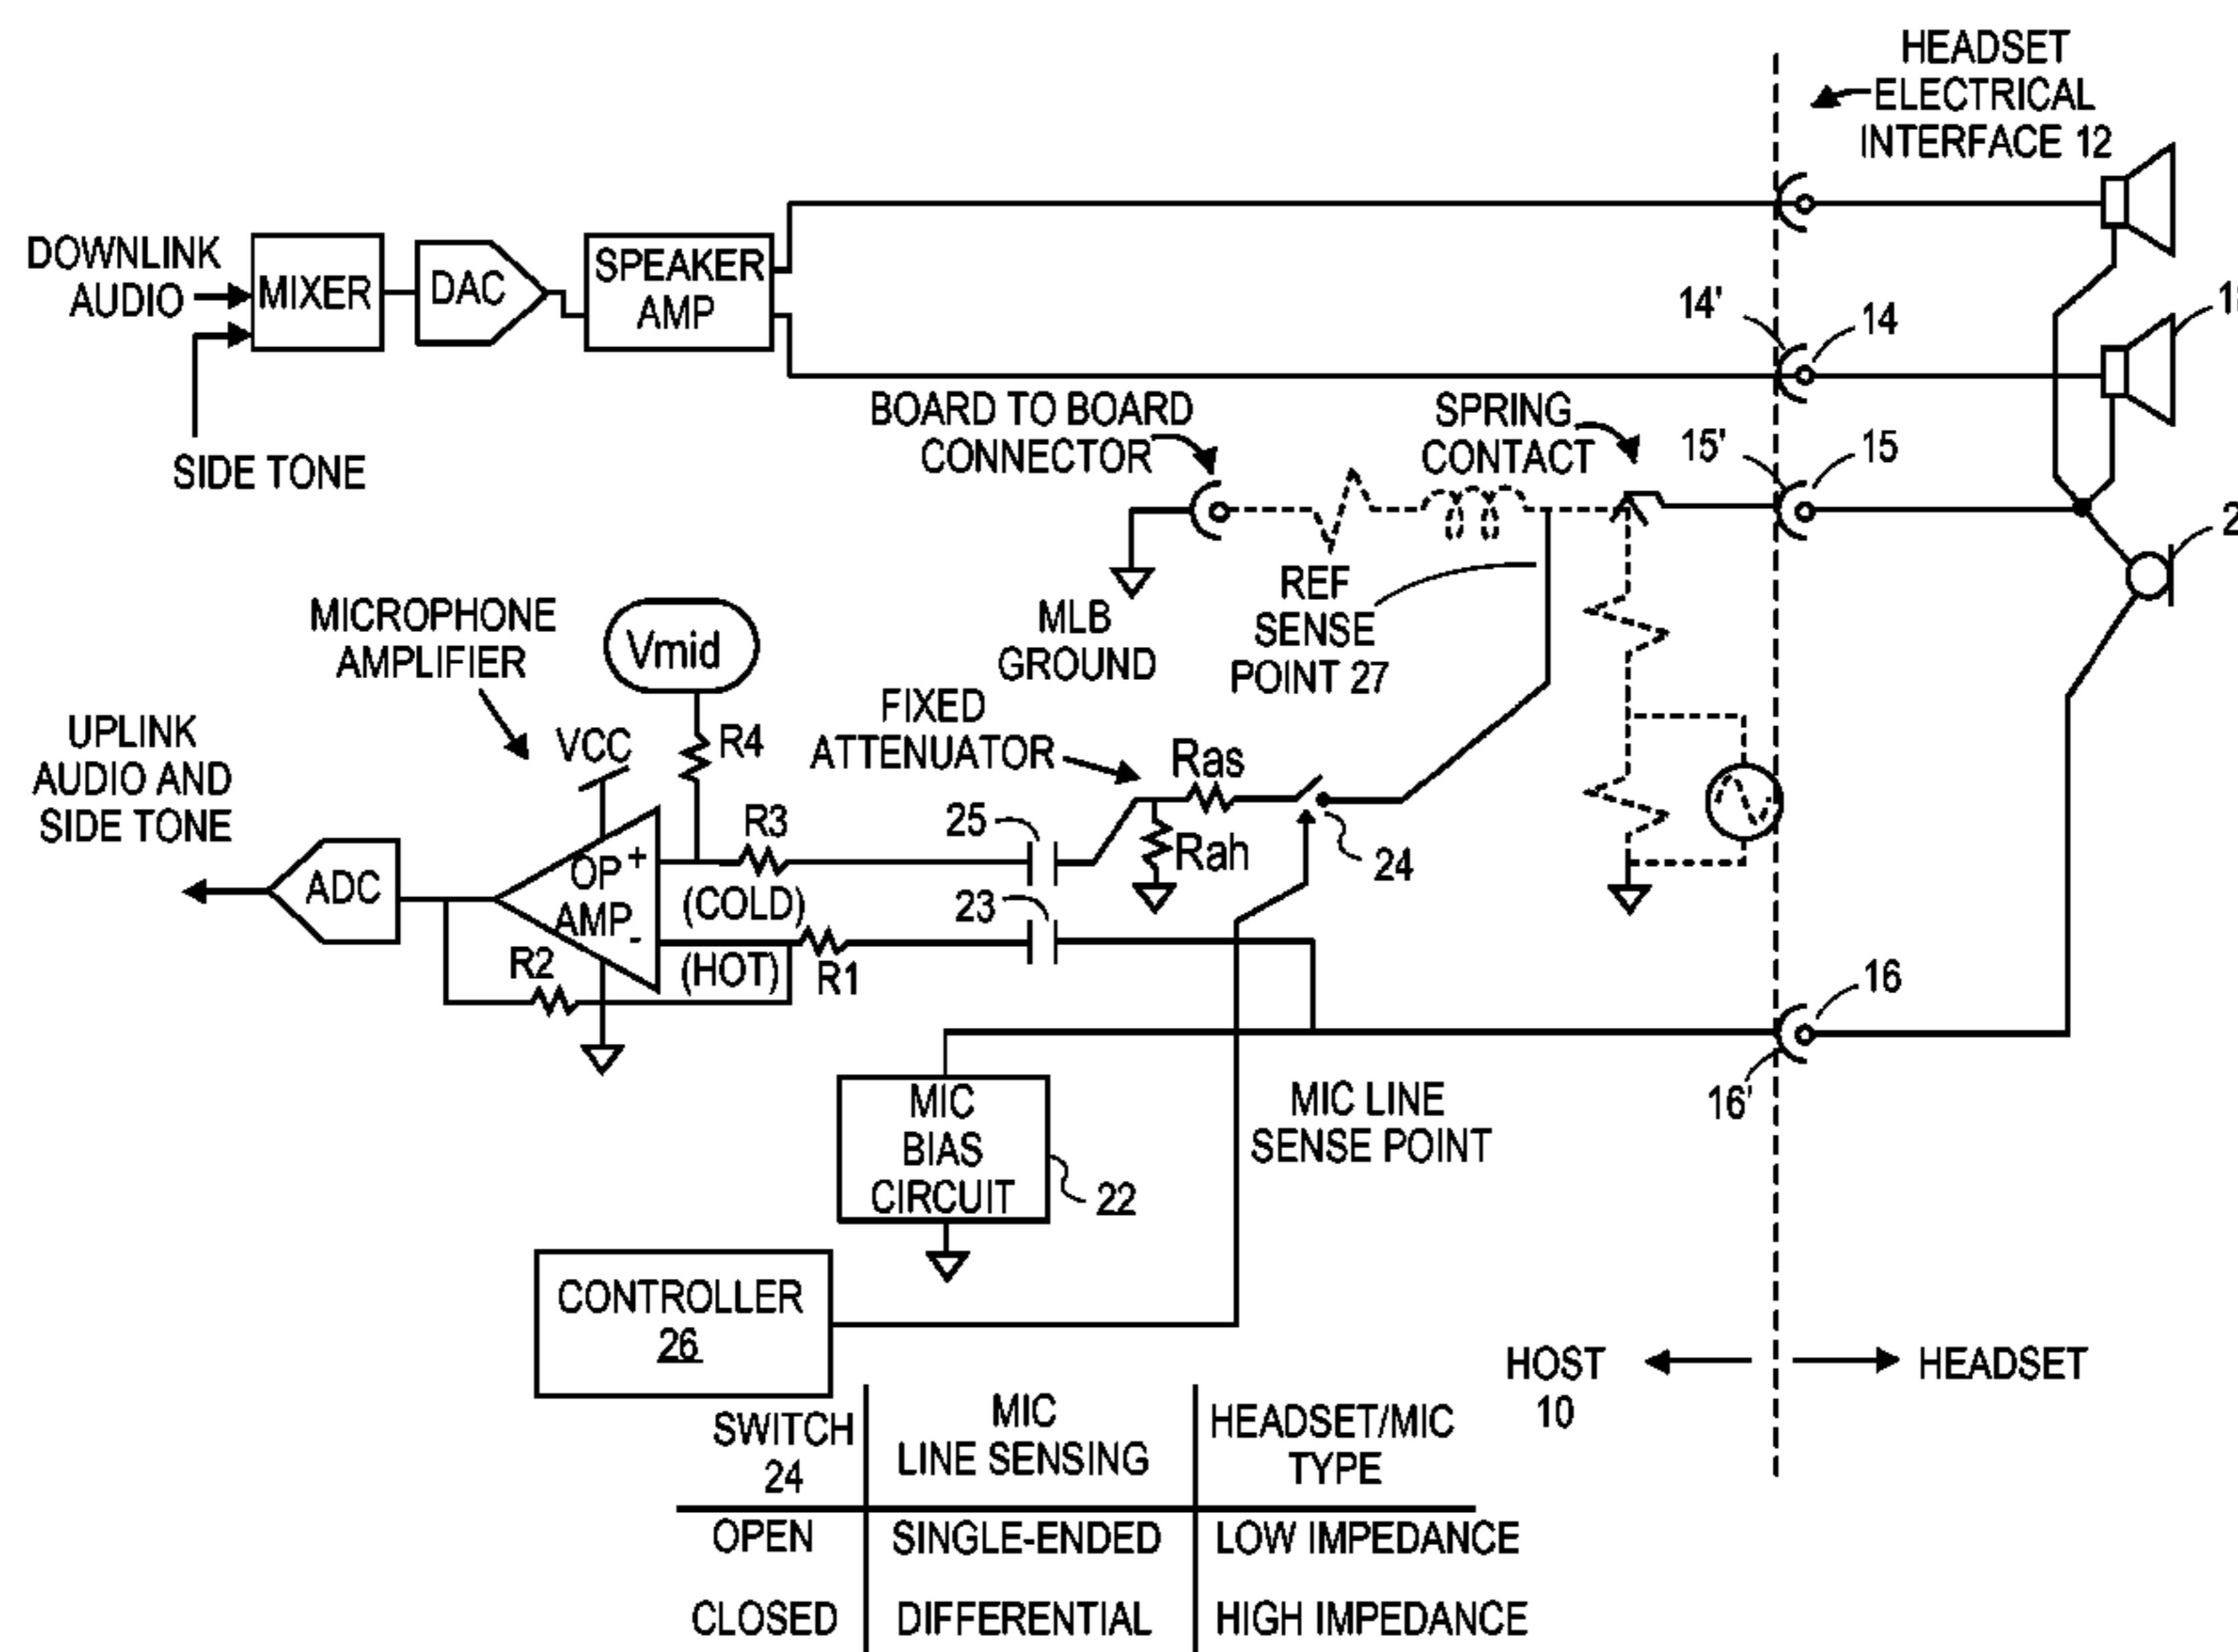 HEADSET
ELECTRICAL
INTERFACE 12
DOWNLINK
AUDIO
MIXER
DAC
SPEAKER
AMP
SIDE TONE
14'
14
BOARD TO BOARD
CONNECTOR
SPRING
CONTACT
15'
15
MLB
GROUND
REF
SENSE
POINT 27
MICROPHONE
AMPLIFIER
Vmid
VCC
R4
FIXED
ATTENUATOR
Ras
Rah
24
UPLINK
AUDIO AND
SIDE TONE
ADC
OP +
AMP -
R3
(COLD)
25
23
(HOT)
R1
R2
16
16'
MIC
BIAS
CIRCUIT
22
MIC LINE
SENSE POINT
CONTROLLER
26
HOST
10
HEADSET
SWITCH
24
MIC
LINE SENSING
HEADSET/MIC
TYPE
OPEN SINGLE-ENDED LOW IMPEDANCE
CLOSED DIFFERENTIAL HIGH IMPEDANCE